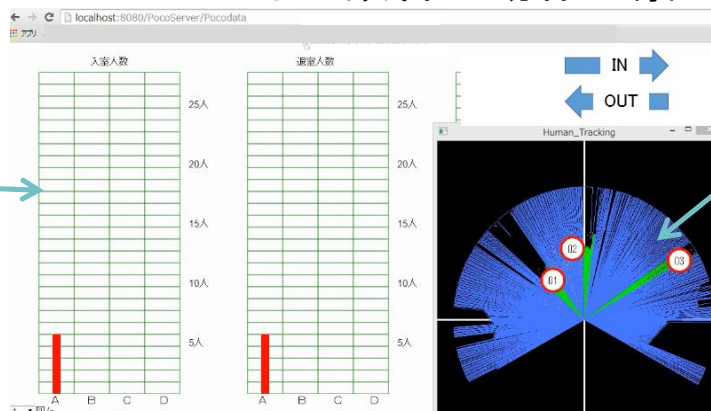 localhost:8080/PocoServer/Pocodata
アプリ
入室人数
退室人数
IN
OUT
25人
25人
Human_Tracking
20人
20人
15人
15人
02
03
01
10人
10人
5人
5人
A B C D
A B C D